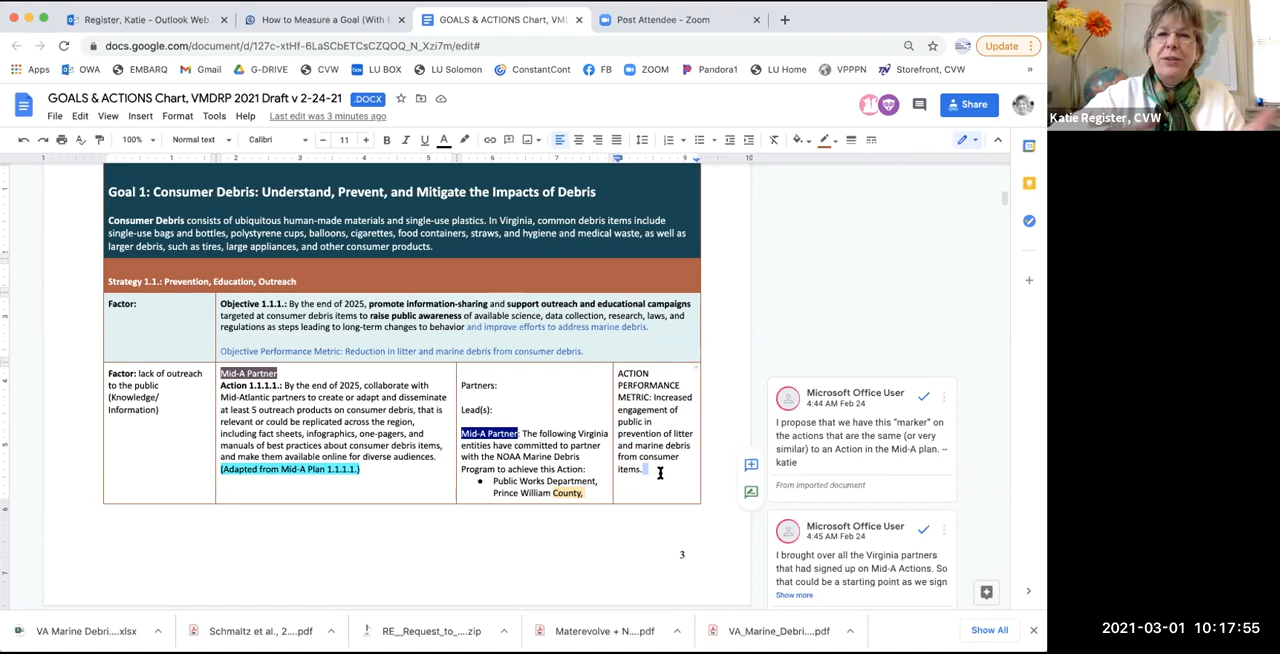 Register, Katie - Outlook Web
How to Measure a Goal (With I
GOALS & ACTIONS Chart, VML
Post Attendee - Zoom
docs.google.com/document/d/127c-xtHf-6LaSCbETCsCZQOQ_N_Xzi7m/edit#
Update
Apps
OWA
EMBARQ
Gmail
G-DRIVE
CVW
LU BOX
LU Solomon
ConstantCont
FB
ZOOM
Pandora1
LU Home
VPPPN
Storefront, CVW
»
GOALS & ACTIONS Chart, VMDRP 2021 Draft v 2-24-21
.DOCX
Share
Katie Register, CVW
File Edit View Insert Format Tools Help
Last edit was 3 minutes ago
100%
Normal text
Calibri
11
1 1 2 3 4 5 6 7 8 9 10
Goal 1: Consumer Debris: Understand, Prevent, and Mitigate the Impacts of Debris
Consumer Debris consists of ubiquitous human-made materials and single-use plastics. In Virginia, common debris items include
single-use bags and bottles, polystyrene cups, balloons, cigarettes, food containers, straws, and hygiene and medical waste, as well as
larger debris, such as tires, large appliances, and other consumer products.
Strategy 1.1.: Prevention, Education, Outreach
Factor:
Objective 1.1.1.: By the end of 2025, promote information-sharing and support outreach and educational campaigns
targeted at consumer debris items to raise public awareness of available science, data collection, research, laws, and
regulations as steps leading to long-term changes to behavior and improve efforts to address marine debris.
Objective Performance Metric: Reduction in litter and marine debris from consumer debris.
Factor: lack of outreach
to the public
(Knowledge/
Information)
Mid-A Partner
Action 1.1.1.1.: By the end of 2025, collaborate with
Mid-Atlantic partners to create or adapt and disseminate
at least 5 outreach products on consumer debris, that is
relevant or could be replicated across the region,
including fact sheets, infographics, one-pagers, and
manuals of best practices about consumer debris items,
and make them available online for diverse audiences.
(Adapted from Mid-A Plan 1.1.1.1.)
Partners:
Lead(s):
Mid-A Partner: The following Virginia
entities have committed to partner
with the NOAA Marine Debris
Program to achieve this Action:
● Public Works Department,
Prince William County,
ACTION
PERFORMANCE
METRIC: Increased
engagement of
public in
prevention of litter
and marine debris
from consumer
items.
3
Microsoft Office User
4:44 AM Feb 24
I propose that we have this "marker" on
the actions that are the same (or very
similar) to an Action in the Mid-A plan. --
katie
From imported document
Microsoft Office User
4:45 AM Feb 24
I brought over all the Virginia partners
that had signed up on Mid-A Actions. So
that could be a starting point as we sign
Show more
VA Marine Debri....xlsx
Schmaltz et al., 2....pdf
RE__Request_to_....zip
Materevolve + N....pdf
VA_Marine_Debri....pdf
Show All
2021-03-01 10:17:55